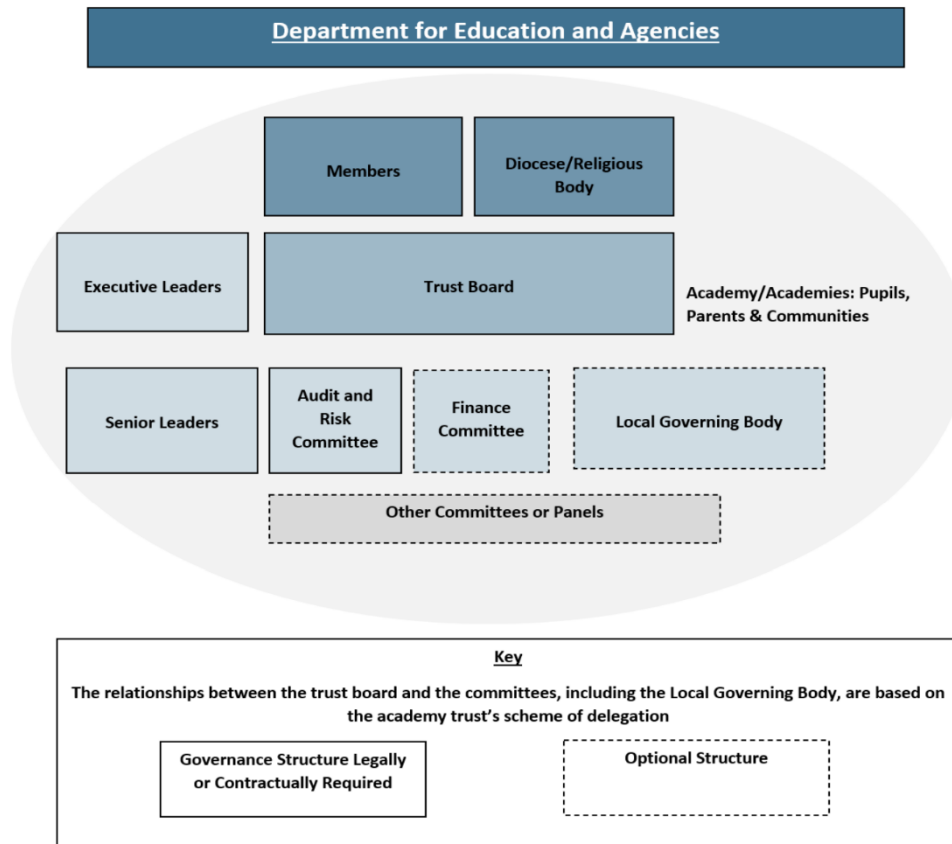 Department for Education and Agencies
Members
Diocese/Religious
Body
Executive Leaders
Trust Board
Academy/Academies: Pupils,
Parents & Communities
Senior Leaders
Audit and
Risk
Committee
Finance
Committee
Local Governing Body
Other Committees or Panels
Key
The relationships between the trust board and the committees, including the Local Governing Body, are based on
the academy trust's scheme of delegation
Governance Structure Legally
or Contractually Required
Optional Structure